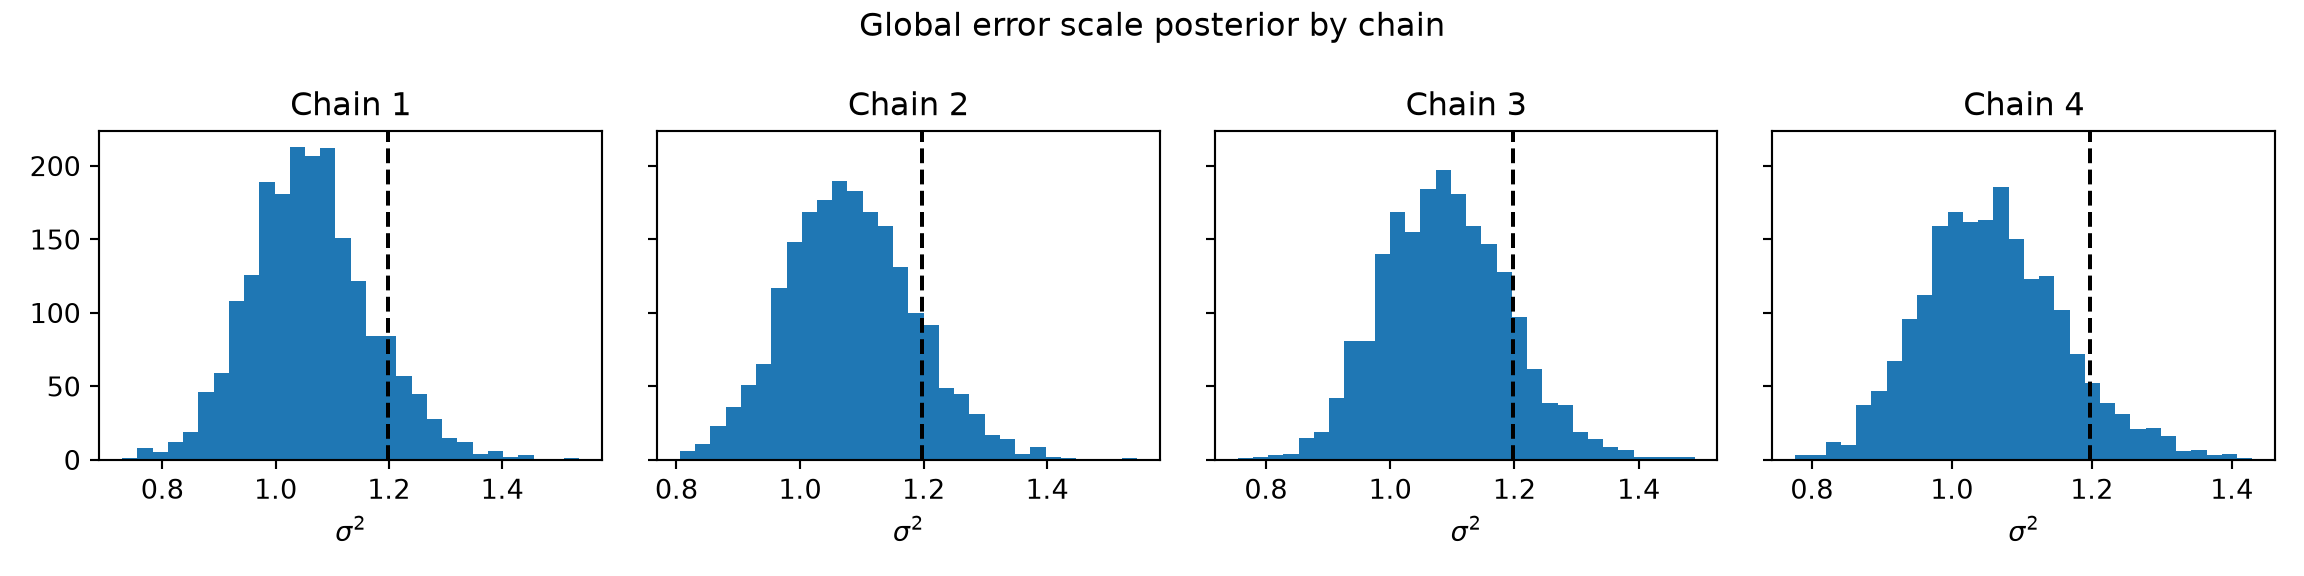 Global error scale posterior by chain
Chain 1
Chain 2
Chain 3
Chain 4
200
150
100
50
0
0.8 1.0 1.2 1.4
0.8 1.0 1.2 1.4
0.8 1.0 1.2 1.4
0.8 1.0 1.2 1.4
σ²
σ²
σ²
σ²